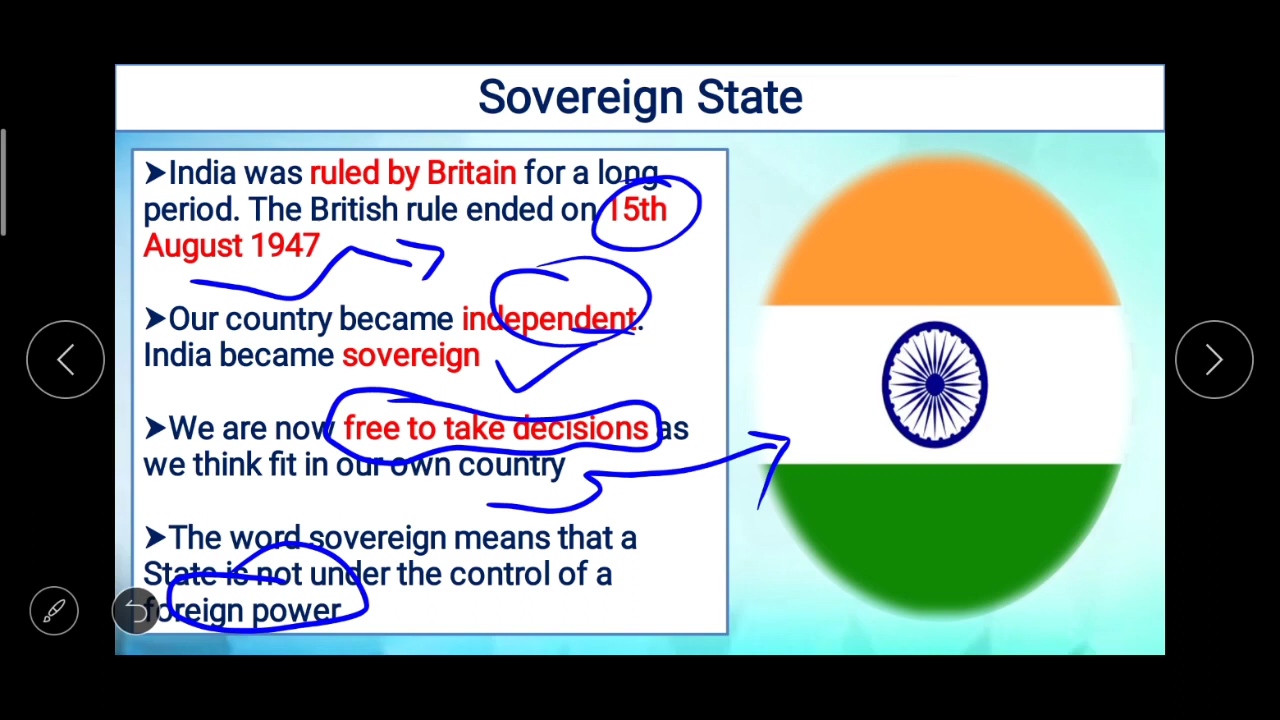 Sovereign State
➤India was ruled by Britain for a long
period. The British rule ended on 15th
August 1947
➤Our country became independent.
India became sovereign
➤We are now free to take decisions as
we think fit in our own country
➤The word sovereign means that a
State is not under the control of a
foreign power